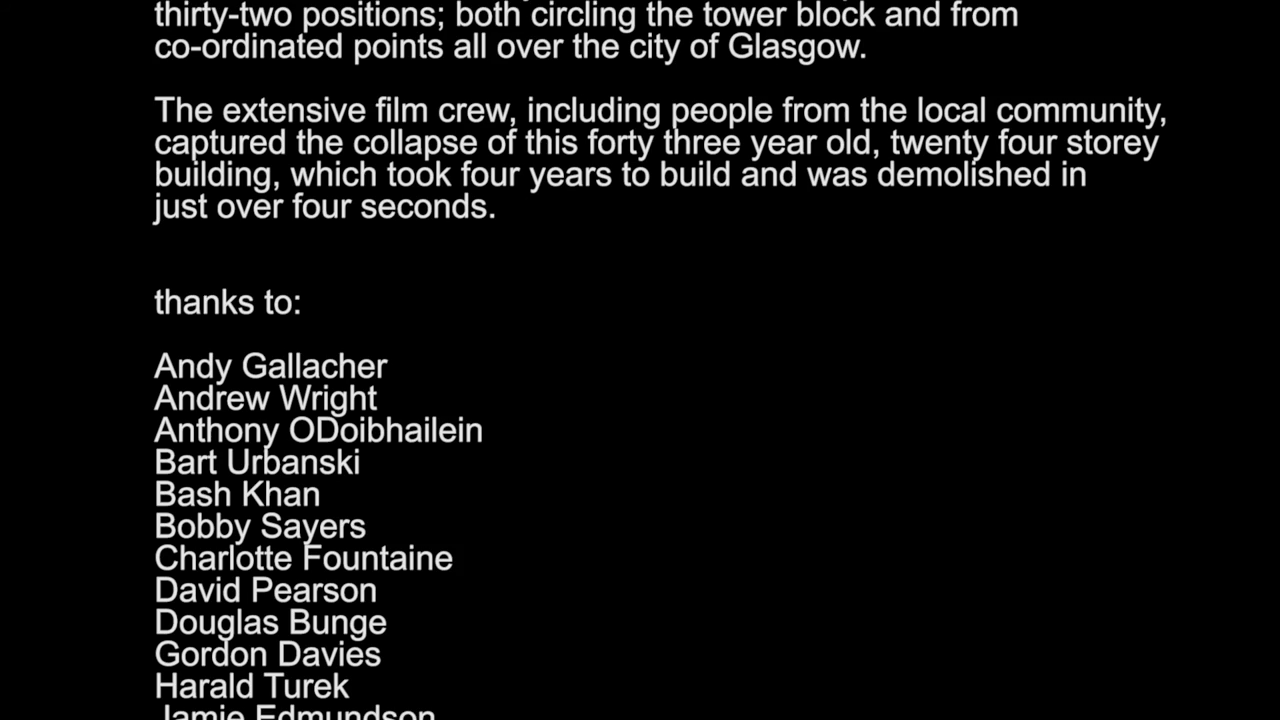 thirty-two positions; both circling the tower block and from
co-ordinated points all over the city of Glasgow.
The extensive film crew, including people from the local community,
captured the collapse of this forty three year old, twenty four storey
building, which took four years to build and was demolished in
just over four seconds.
thanks to:
Andy Gallacher
Andrew Wright
Anthony ODoibhailein
Bart Urbanski
Bash Khan
Bobby Sayers
Charlotte Fountaine
David Pearson
Douglas Bunge
Gordon Davies
Harald Turek
Jamie Edmundson